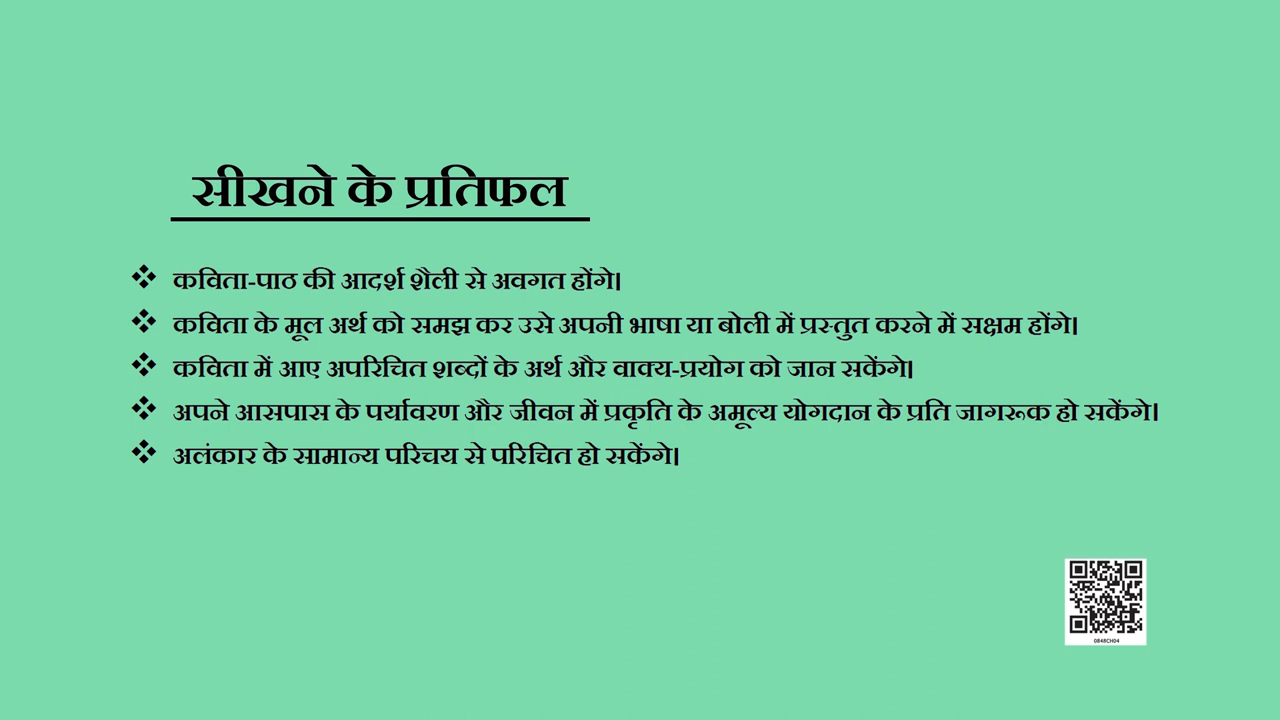 सीखने के प्रतिफल
❖ कविता-पाठ की आदर्श शैली से अवगत होंगे।
❖ कविता के मूल अर्थ को समझ कर उसे अपनी भाषा या बोली में प्रस्तुत करने में सक्षम होंगे।
❖ कविता में आए अपरिचित शब्दों के अर्थ और वाक्य-प्रयोग को जान सकेंगे।
❖ अपने आसपास के पर्यावरण और जीवन में प्रकृति के अमूल्य योगदान के प्रति जागरूक हो सकेंगे।
❖ अलंकार के सामान्य परिचय से परिचित हो सकेंगे।
0848CH04